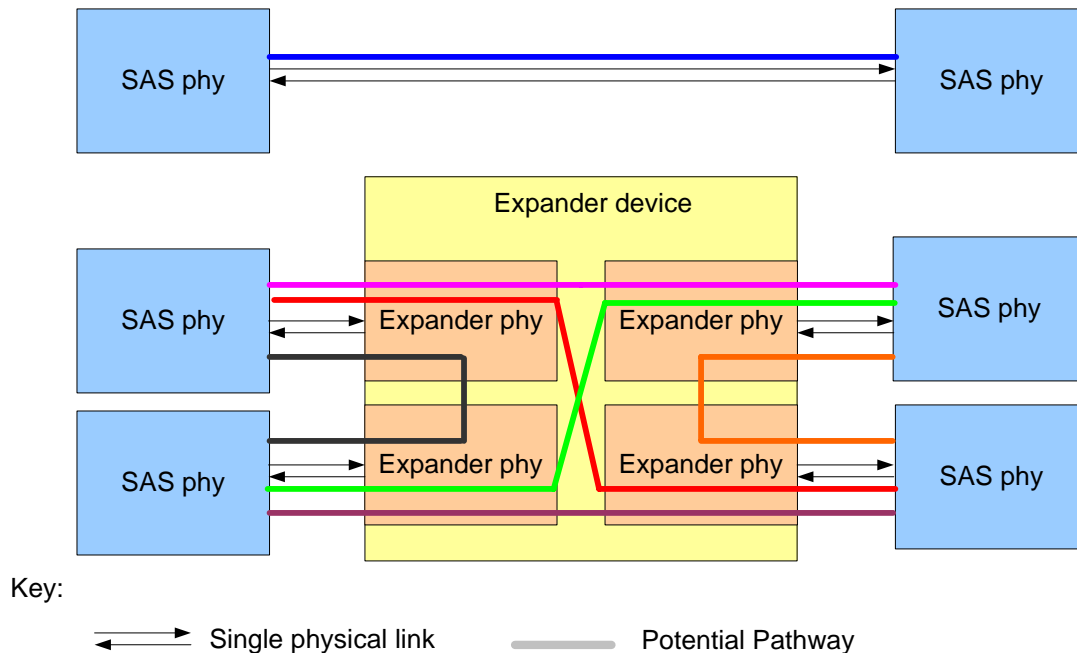 SAS phy
SAS phy
Expander device
SAS phy
Expander phy
Expander phy
SAS phy
SAS phy
Expander phy
Expander phy
SAS phy
Key:
Single physical link
Potential Pathway